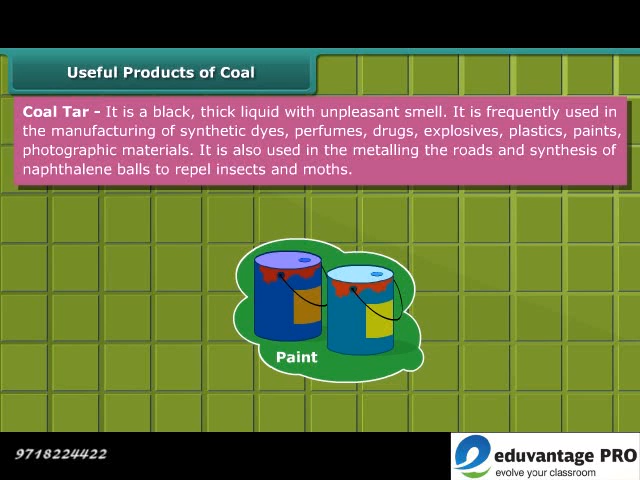 Useful Products of Coal
Coal Tar - It is a black, thick liquid with unpleasant smell. It is frequently used in
the manufacturing of synthetic dyes, perfumes, drugs, explosives, plastics, paints,
photographic materials. It is also used in the metalling the roads and synthesis of
naphthalene balls to repel insects and moths.
Paint
9718224422
eduvantage PRO
evolve your classroom